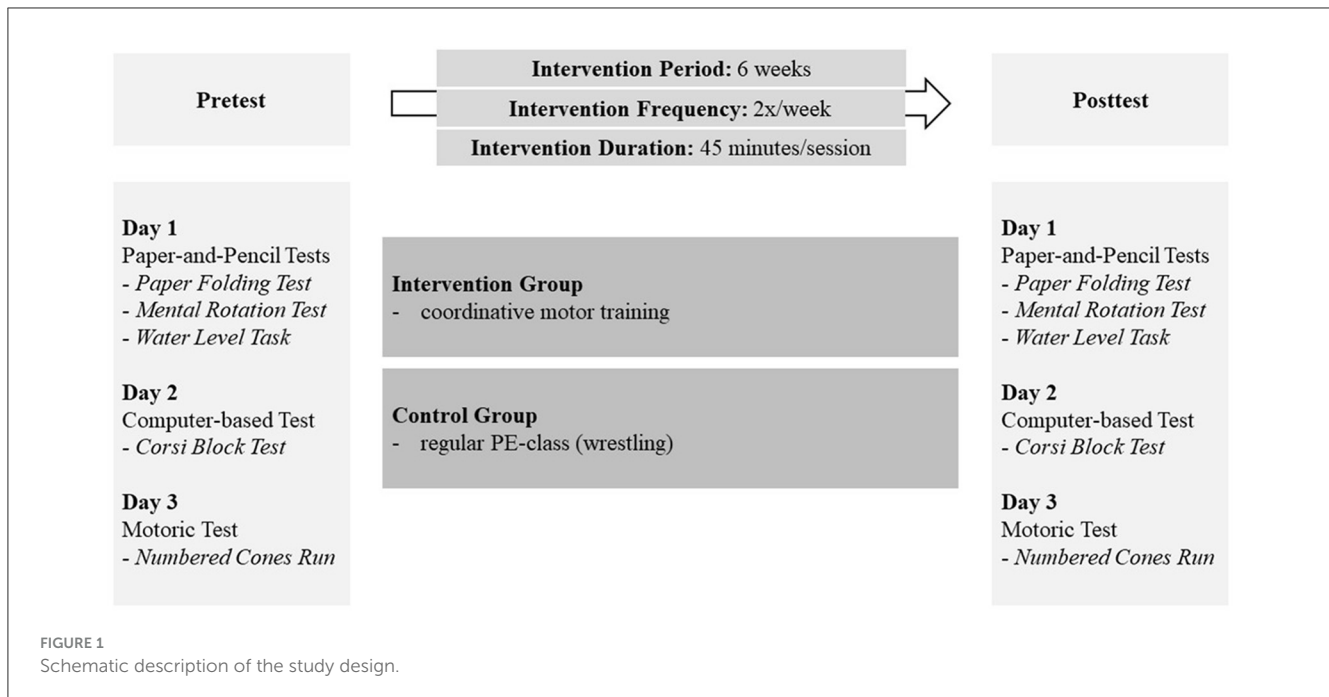 Pretest
Intervention Period: 6 weeks
Intervention Frequency: 2x/week
Intervention Duration: 45 minutes/session
Posttest
Day 1
Paper-and-Pencil Tests
- Paper Folding Test
- Mental Rotation Test
- Water Level Task
Day 2
Computer-based Test
- Corsi Block Test
Day 3
Motoric Test
- Numbered Cones Run
Intervention Group
- coordinative motor training
Control Group
- regular PE-class (wrestling)
Day 1
Paper-and-Pencil Tests
- Paper Folding Test
- Mental Rotation Test
- Water Level Task
Day 2
Computer-based Test
- Corsi Block Test
Day 3
Motoric Test
- Numbered Cones Run
FIGURE 1
Schematic description of the study design.